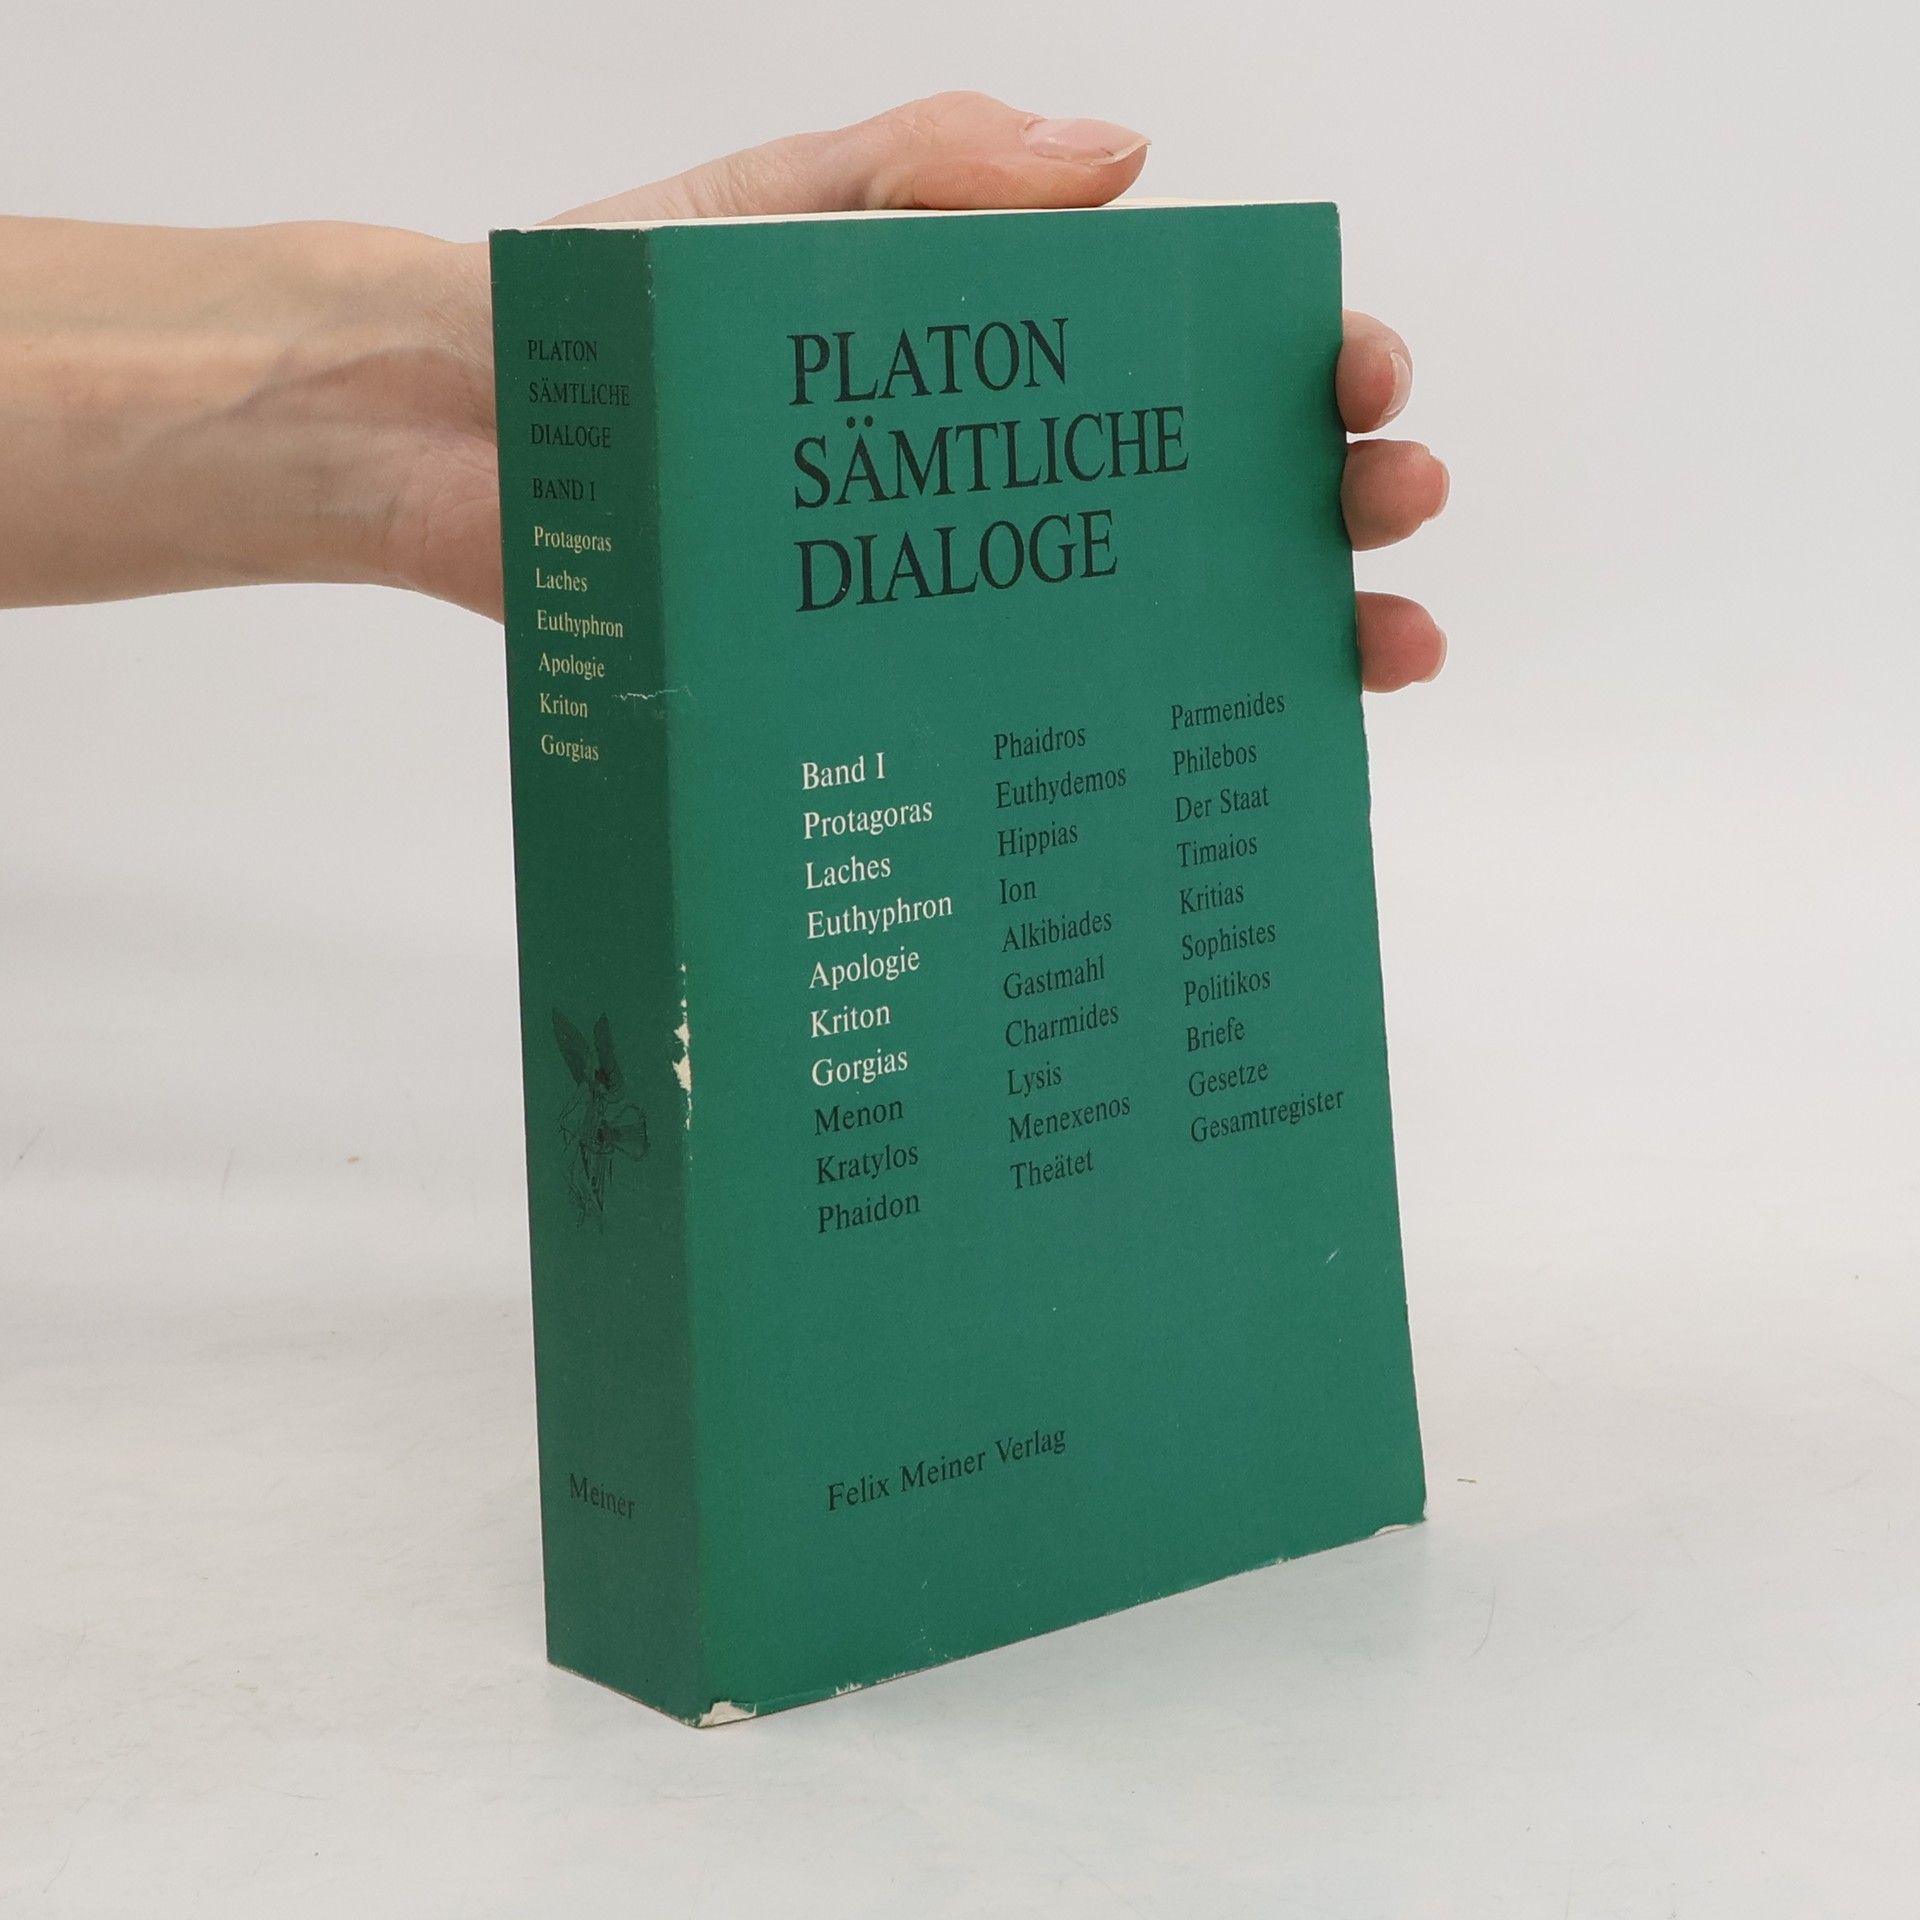 PLATON
SÄMTLICHE
DIALOGE
BAND I
Protagoras
Laches
Euthyphron
Apologie
Kriton
Gorgias
Meiner
PLATON
SÄMTLICHE
DIALOGE
Band I
Protagoras
Laches
Euthyphron
Apologie
Kriton
Gorgias
Menon
Kratylos
Phaidon
Phaidros
Euthydemos
Hippias
Ion
Alkibiades
Gastmahl
Charmides
Lysis
Menexenos
Theätet
Parmenides
Philebos
Der Staat
Timaios
Kritias
Sophistes
Politikos
Briefe
Gesetze
Gesamtregister
Felix Meiner Verlag